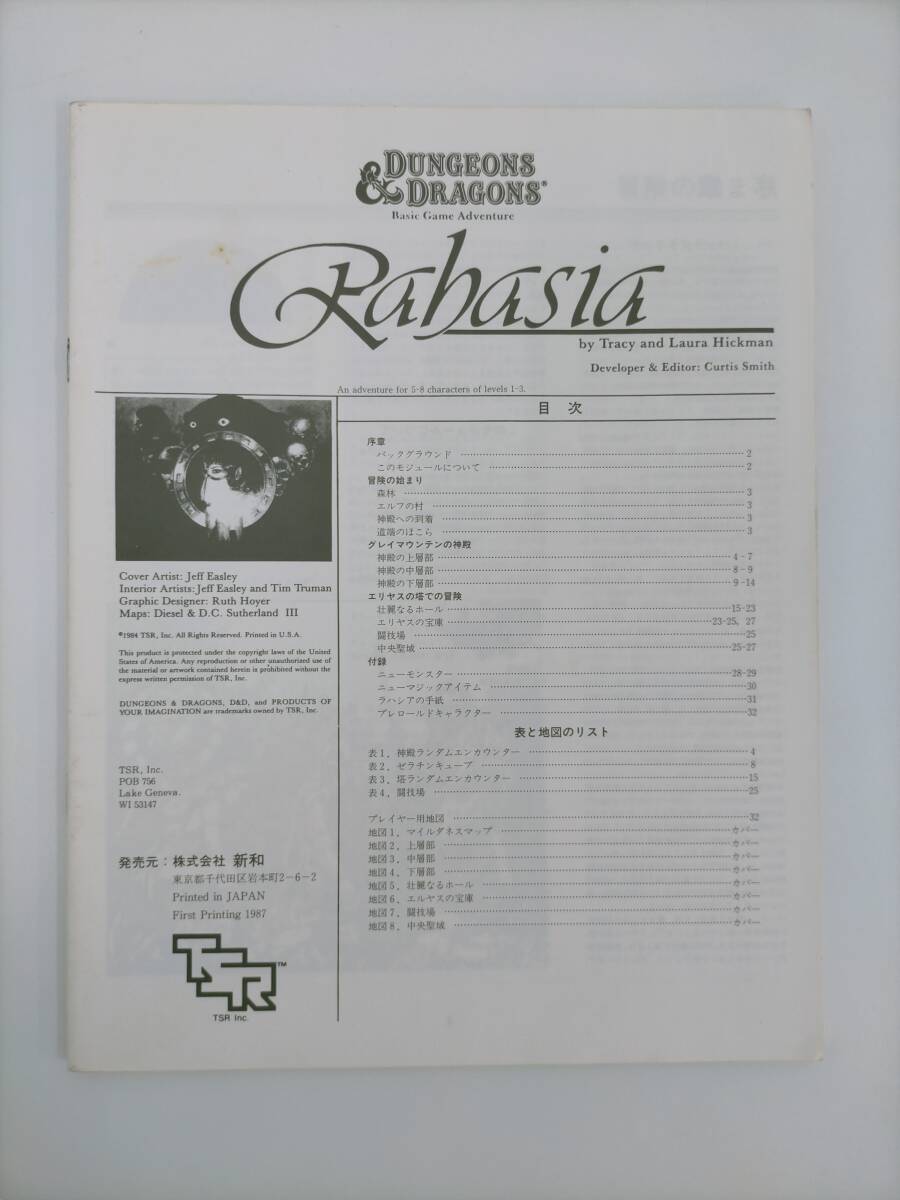 DUNGEONS
& DRAGONS®
Basic Game Adventure
Rahasia
by Tracy and Laura Hickman
Developer & Editor: Curtis Smith
An adventure for 5-8 characters of levels 1-3.
Cover Artist: Jeff Easley
Interior Artists: Jeff Easley and Tim Truman
Graphic Designer: Ruth Hoyer
Maps: Diesel & D.C. Sutherland III
©1984 TSR, Inc. All Rights Reserved. Printed in U.S.A.
This product is protected under the copyright laws of the United
States of America. Any reproduction or other unauthorized use of
the material or artwork contained herein is prohibited without the
express written permission of TSR, Inc.
DUNGEONS & DRAGONS, D&D, and PRODUCTS OF
YOUR IMAGINATION are trademarks owned by TSR, Inc.
TSR, Inc.
POB 756
Lake Geneva.
WI 53147
発売元：株式会社 新和
東京都千代田区岩本町2－6－2
Printed in JAPAN
First Printing 1987
TSR™
TSR Inc.
目 次
序章
バックグラウンド 2
このモジュールについて 2
冒険の始まり
森林 3
エルフの村 3
神殿への到着 3
道端のほこら 3
グレイマウンテンの神殿
神殿の上層部 4-7
神殿の中層部 8-9
神殿の下層部 9-14
エリヤスの塔での冒険
壮麗なるホール 15-23
エリヤスの宝庫 23-25, 27
闘技場 25
中央聖域 25-27
付録
ニューモンスター 28-29
ニューマジックアイテム 30
ラハシアの手紙 31
プレロールドキャラクター 32
表と地図のリスト
表1，神殿ランダムエンカウンター 4
表2，ゼラチンキューブ 8
表3，塔ランダムエンカウンター 15
表4，闘技場 25
プレイヤー用地図 32
地図1，マイルダネスマップ カバー
地図2，上層部 カバー
地図3，中層部 カバー
地図4，下層部 カバー
地図5，壮麗なるホール カバー
地図6，エルヤスの宝庫 カバー
地図7，闘技場 カバー
地図8，中央聖域 カバー